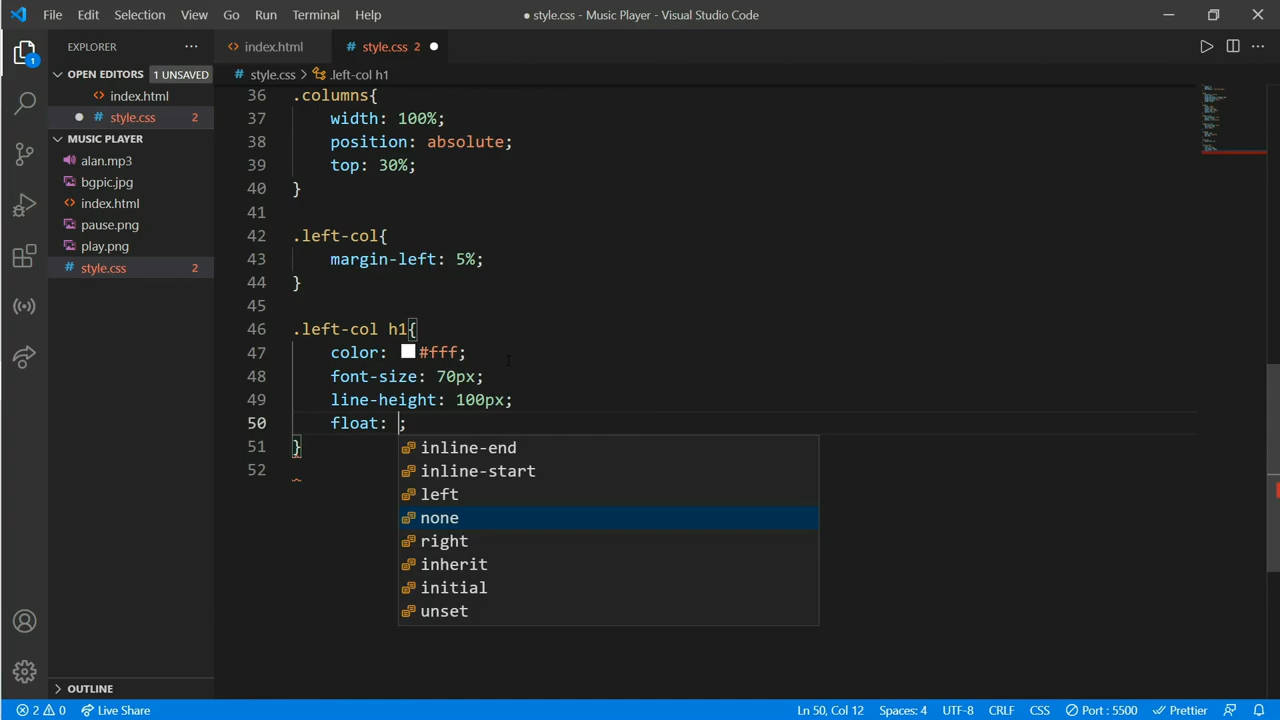 File Edit Selection View Go Run Terminal Help
● style.css - Music Player - Visual Studio Code
EXPLORER ···
index.html
style.css 2
OPEN EDITORS 1 UNSAVED
index.html
style.css 2
MUSIC PLAYER
alan.mp3
bgpic.jpg
index.html
pause.png
play.png
style.css 2
OUTLINE
1
# style.css > .left-col h1
36 .columns{
37 width: 100%;
38 position: absolute;
39 top: 30%;
40 }
41
42 .left-col{
43 margin-left: 5%;
44 }
45
46 .left-col h1{
47 color: #fff;
48 font-size: 70px;
49 line-height: 100px;
50 float: ;
51 }
52
inline-end
inline-start
left
none
right
inherit
initial
unset
2 0 Live Share Ln 50, Col 12 Spaces: 4 UTF-8 CRLF CSS Port : 5500 Prettier